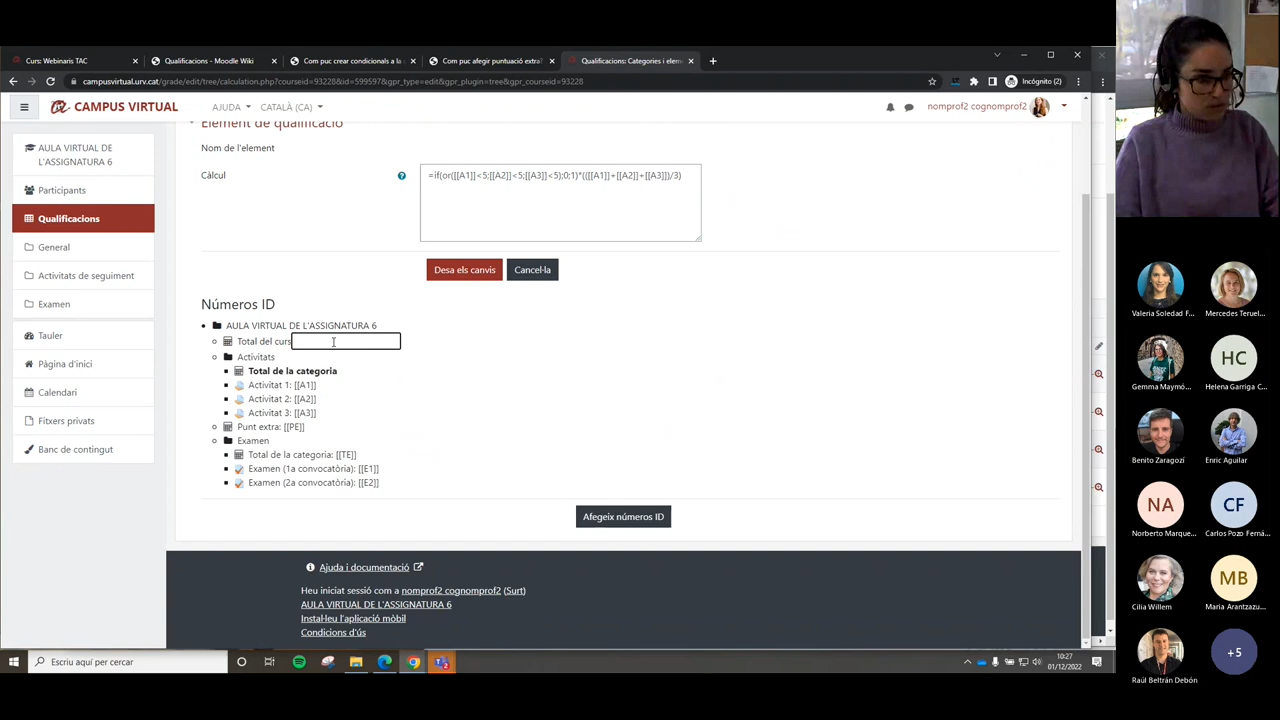 Curs: Webinaris TAC
Qualificacions - Moodle Wiki
Com puc crear condicionals a la
Com puc afegir puntuació extra?
Qualificacions: Categories i elem
campusvirtual.urv.cat/grade/edit/tree/calculation.php?courseid=93228&id=599597&gpr_type=edit&gpr_plugin=tree&gpr_courseid=93228
Incògnito (2)
CAMPUS VIRTUAL
AJUDA
CATALÀ (CA)
nomprof2 cognomprof2
AULA VIRTUAL DE L'ASSIGNATURA 6
Participants
Qualificacions
General
Activitats de seguiment
Examen
Tauler
Pàgina d'inici
Calendari
Fitxers privats
Banc de contingut
Element de qualificació
Nom de l'element
Càlcul
=if(or([[A1]]<5;[[A2]]<5;[[A3]]<5);0;1)*(([[A1]]+[[A2]]+[[A3]])/3)
Desa els canvis
Cancel·la
Números ID
AULA VIRTUAL DE L'ASSIGNATURA 6
Total del curs
Activitats
Total de la categoria
Activitat 1: [[A1]]
Activitat 2: [[A2]]
Activitat 3: [[A3]]
Punt extra: [[PE]]
Examen
Total de la categoria: [[TE]]
Examen (1a convocatòria): [[E1]]
Examen (2a convocatòria): [[E2]]
Afegeix números ID
Ajuda i documentació
Heu iniciat sessió com a nomprof2 cognomprof2 (Surt)
AULA VIRTUAL DE L'ASSIGNATURA 6
Instal·leu l'aplicació mòbil
Condicions d'ús
Escriu aquí per cercar
10:27
01/12/2022
Valeria Soledad F...
Mercedes Teruel...
HC
Gemma Maymó...
Helena Garriga C...
Benito Zaragozí
Enric Aguilar
NA
CF
Norberto Marque...
Carlos Pozo Ferná...
MB
Cilia Willem
Maria Arantzazu...
+5
Raúl Beltrán Debón